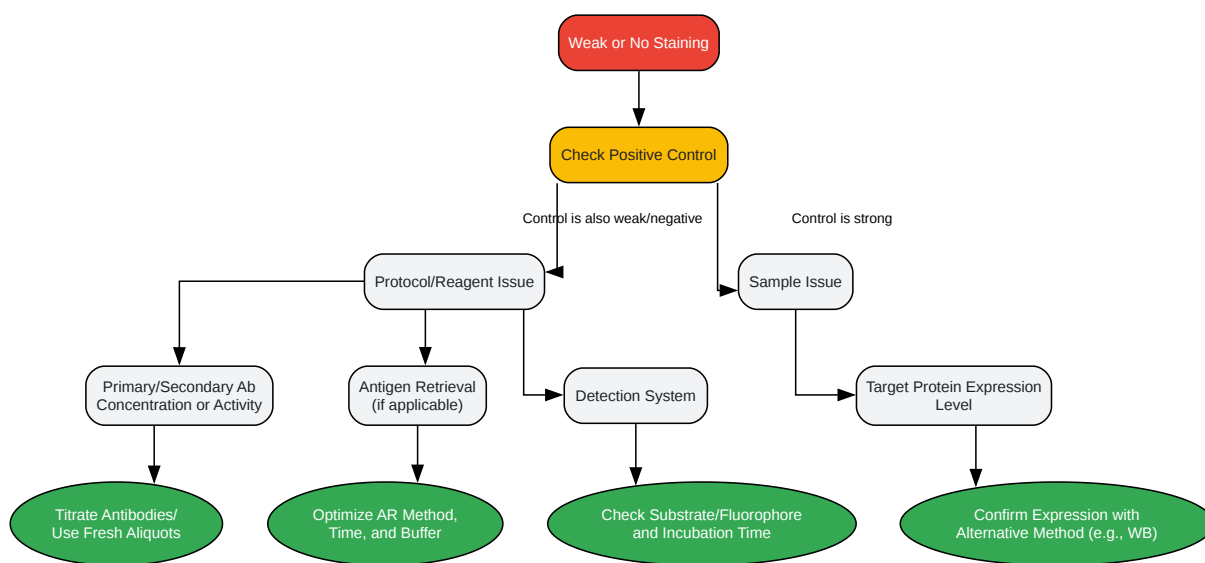 Weak or No Staining
Check Positive Control
Control is also weak/negative
Control is strong
Protocol/Reagent Issue
Sample Issue
Primary/Secondary Ab
Concentration or Activity
Antigen Retrieval
(if applicable)
Detection System
Target Protein Expression
Level
Titrate Antibodies/
Use Fresh Aliquots
Optimize AR Method,
Time, and Buffer
Check Substrate/Fluorophore
and Incubation Time
Confirm Expression with
Alternative Method (e.g., WB)